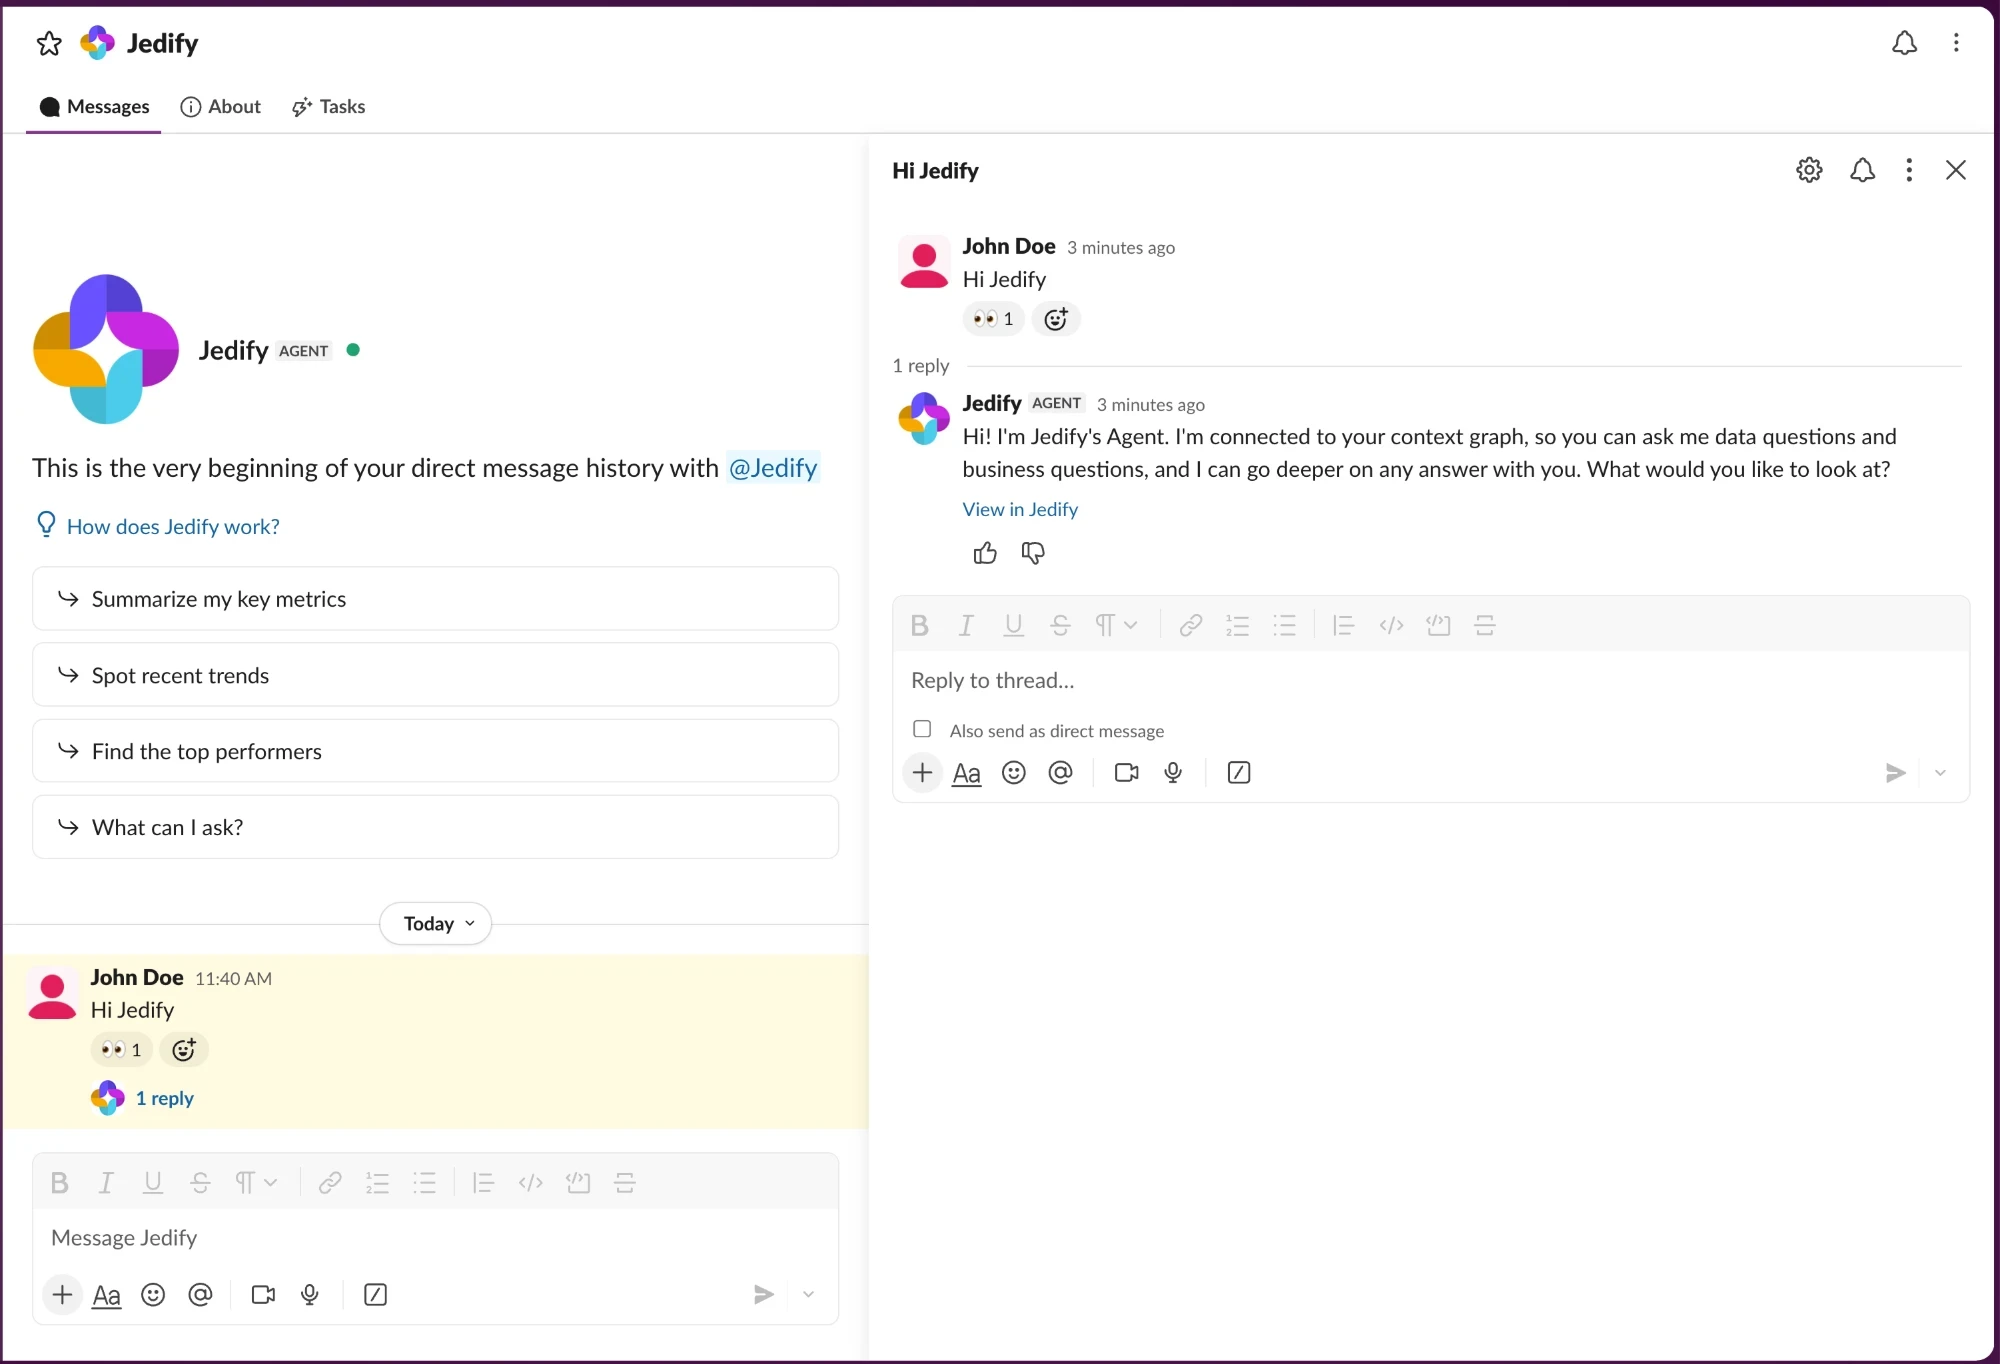 Jedify
Messages
About
Tasks
Jedify AGENT
This is the very beginning of your direct message history with @Jedify
How does Jedify work?
Summarize my key metrics
Spot recent trends
Find the top performers
What can I ask?
Today
John Doe 11:40 AM
Hi Jedify
1
1 reply
Message Jedify
Aa
Hi Jedify
John Doe 3 minutes ago
Hi Jedify
1
1 reply
Jedify AGENT 3 minutes ago
Hi! I'm Jedify's Agent. I'm connected to your context graph, so you can ask me data questions and
business questions, and I can go deeper on any answer with you. What would you like to look at?
View in Jedify
Reply to thread...
Also send as direct message
Aa